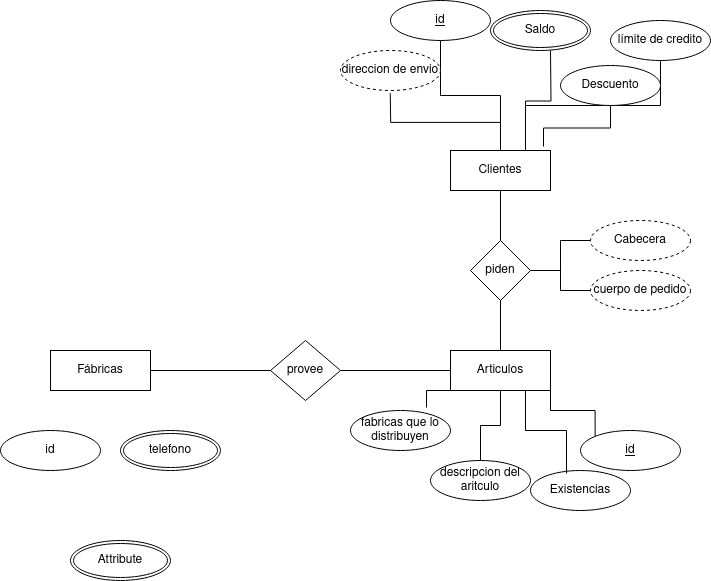 id
Saldo
límite de credito
direccion de envio
Descuento
Clientes
Cabecera
piden
cuerpo de pedido
Fábricas
provee
Articulos
fabricas que lo
distribuyen
id
telefono
id
descripcion del
aritculo
Existencias
Attribute